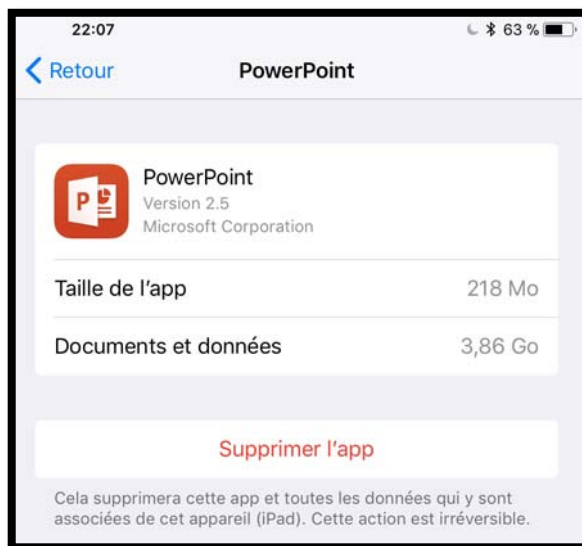 22:07
63 %
Retour
PowerPoint
P
PowerPoint
Version 2.5
Microsoft Corporation
Taille de l'app
218 Mo
Documents et données
3,86 Go
Supprimer l'app
Cela supprimera cette app et toutes les données qui y sont
associées de cet appareil (iPad). Cette action est irréversible.